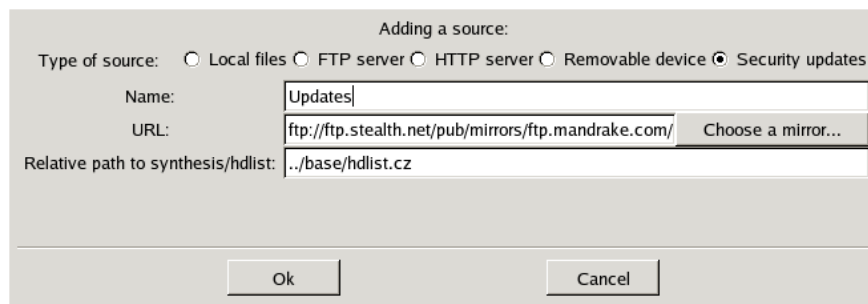 Adding a source:
Type of source: Local files FTP server HTTP server Removable device Security updates
Name: Updates
URL: ftp://ftp.stealth.net/pub/mirrors/ftp.mandrake.com/ Choose a mirror...
Relative path to synthesis/hdlist: ../base/hdlist.cz
Ok Cancel